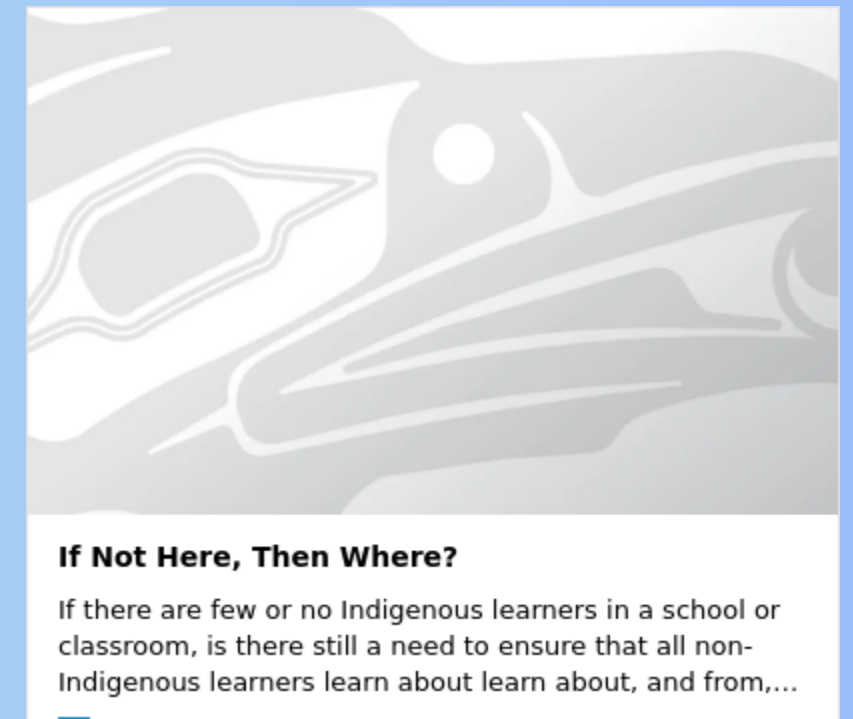 If Not Here, Then Where?
If there are few or no Indigenous learners in a school or
classroom, is there still a need to ensure that all non-
Indigenous learners learn about learn about, and from,...